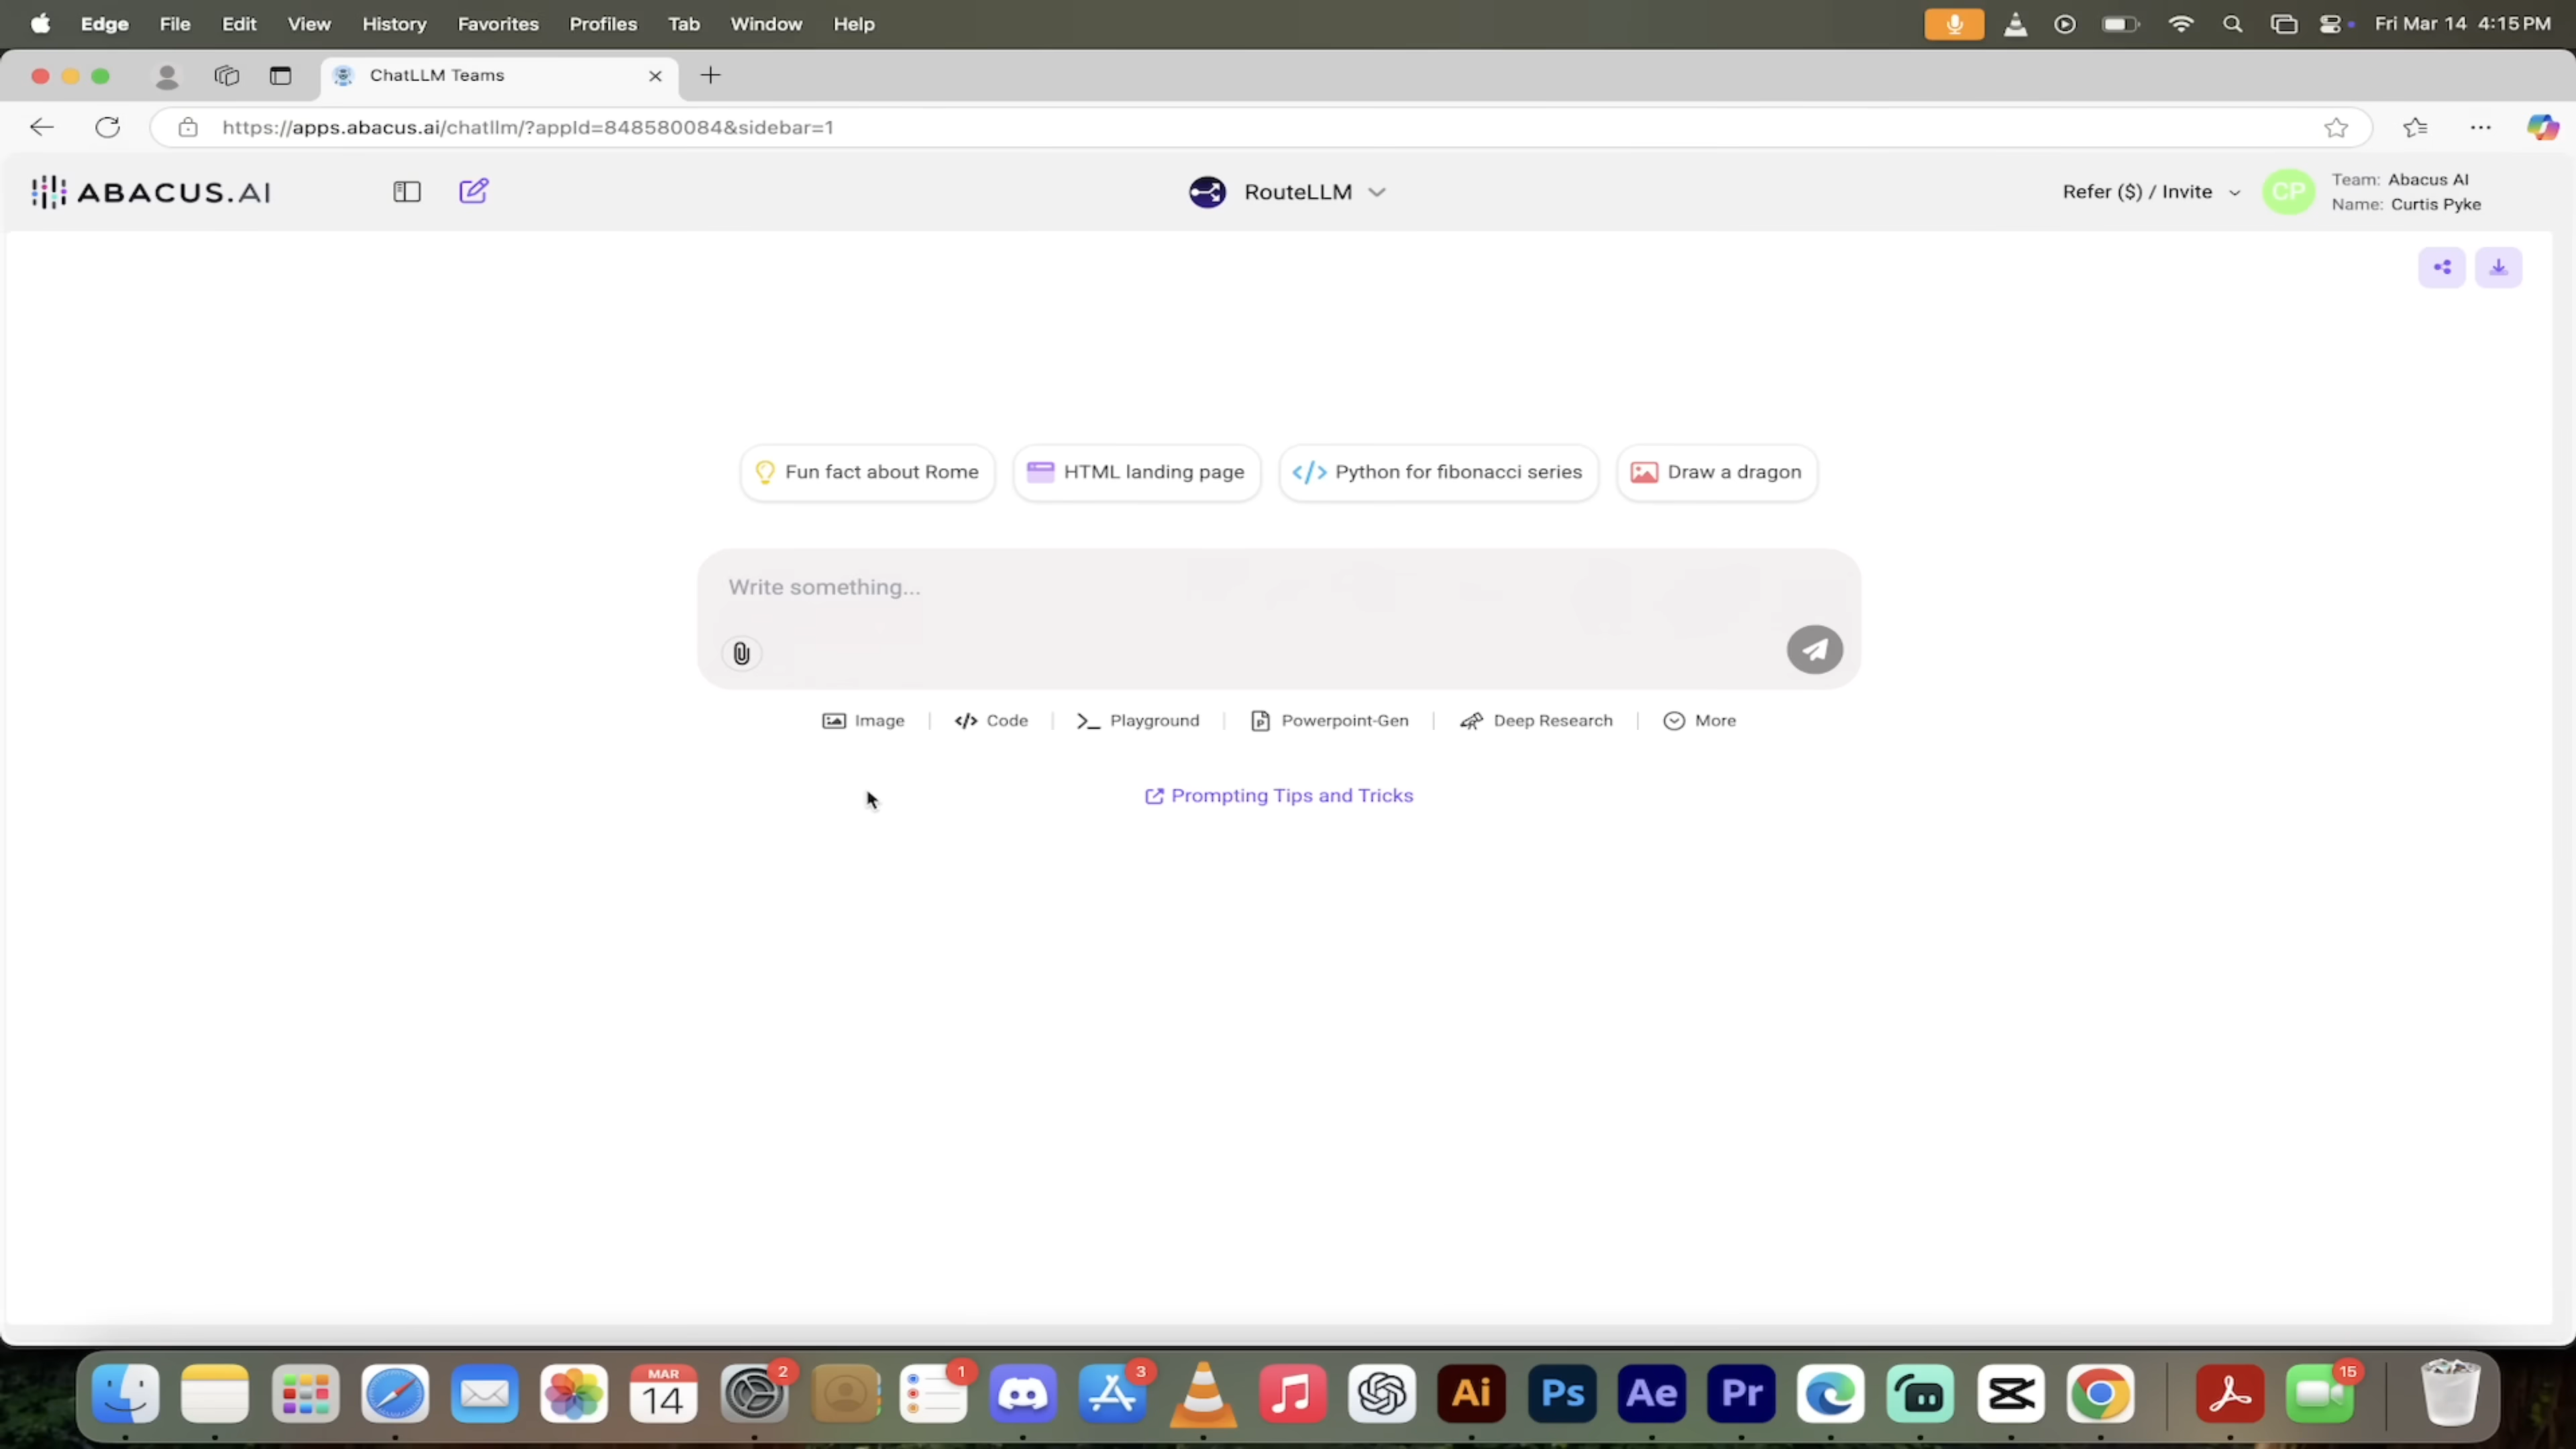 Edge File Edit View History Favorites Profiles Tab Window Help Fri Mar 14 4:15 PM
ChatLLM Teams
https://apps.abacus.ai/chatllm/?appId=848580084&sidebar=1
ABACUS.AI RouteLLM Refer ($) / Invite CP Team: Abacus AI
Name: Curtis Pyke
Fun fact about Rome HTML landing page </> Python for fibonacci series Draw a dragon
Write something...
Image </> Code >_ Playground Powerpoint-Gen Deep Research More
Prompting Tips and Tricks
MAR
14 2 1 3 Ai Ps Ae Pr 15